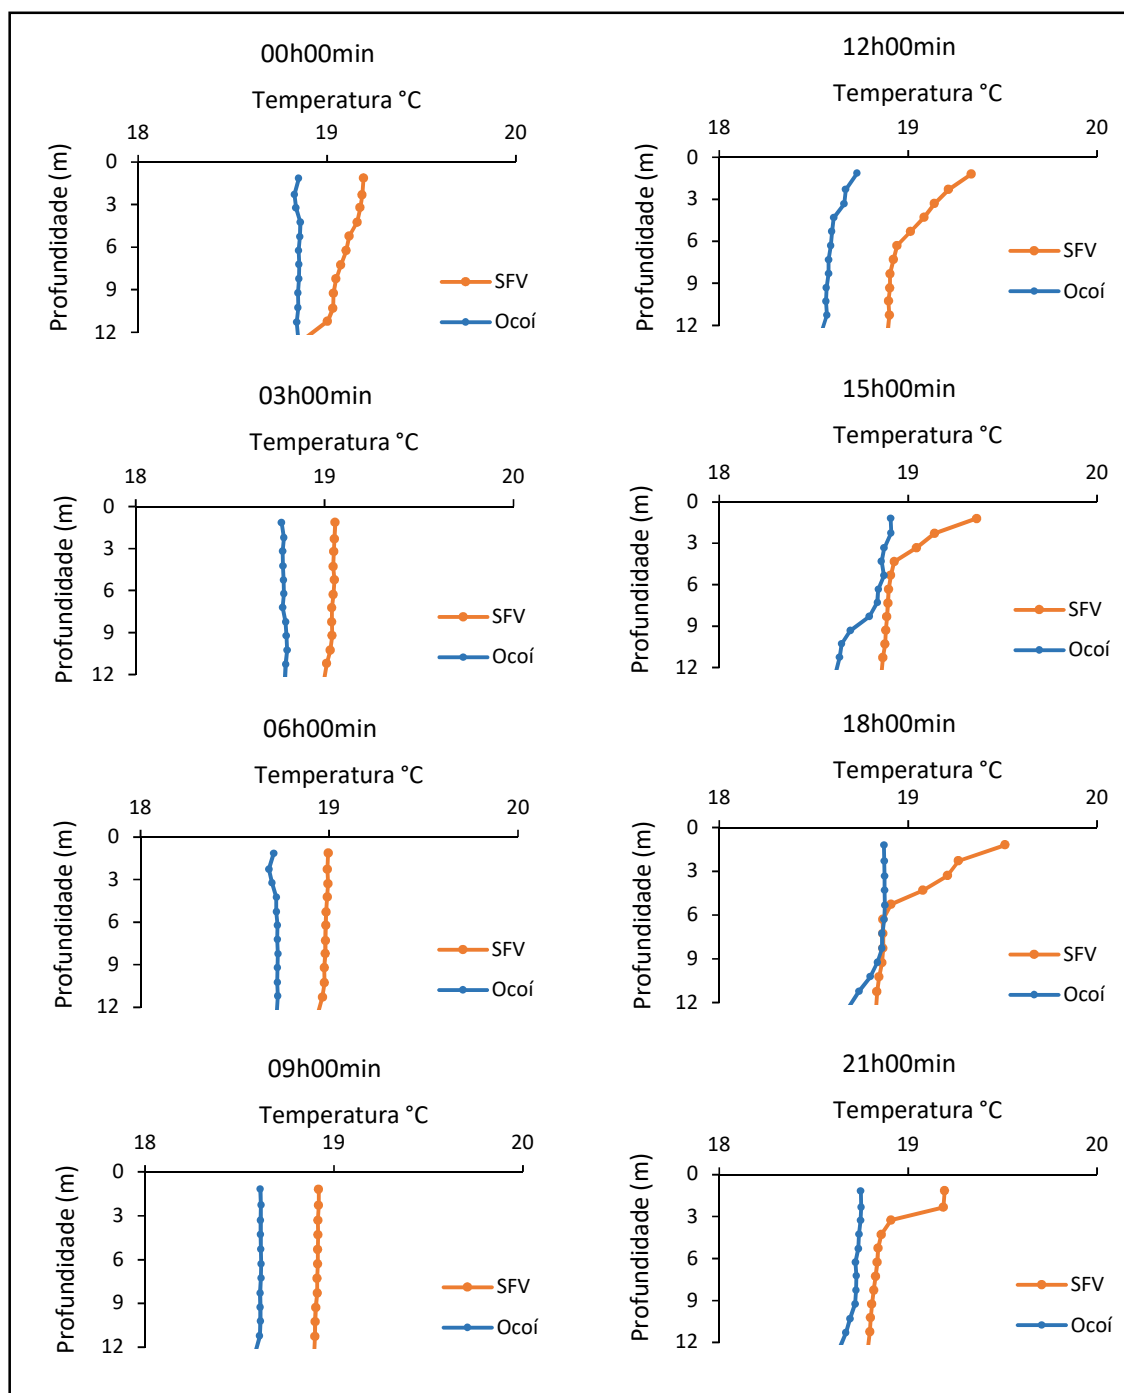 00h00min
Temperatura °C
18 19 20
0
3
6
9
12
Profundidade (m)
SFV
Ocoí
03h00min
Temperatura °C
18 19 20
0
3
6
9
12
Profundidade (m)
SFV
Ocoí
06h00min
Temperatura °C
18 19 20
0
3
6
9
12
Profundidade (m)
SFV
Ocoí
09h00min
Temperatura °C
18 19 20
0
3
6
9
12
Profundidade (m)
SFV
Ocoí
12h00min
Temperatura °C
18 19 20
0
3
6
9
12
Profundidade (m)
SFV
Ocoí
15h00min
Temperatura °C
18 19 20
0
3
6
9
12
Profundidade (m)
SFV
Ocoí
18h00min
Temperatura °C
18 19 20
0
3
6
9
12
Profundidade (m)
SFV
Ocoí
21h00min
Temperatura °C
18 19 20
0
3
6
9
12
Profundidade (m)
SFV
Ocoí